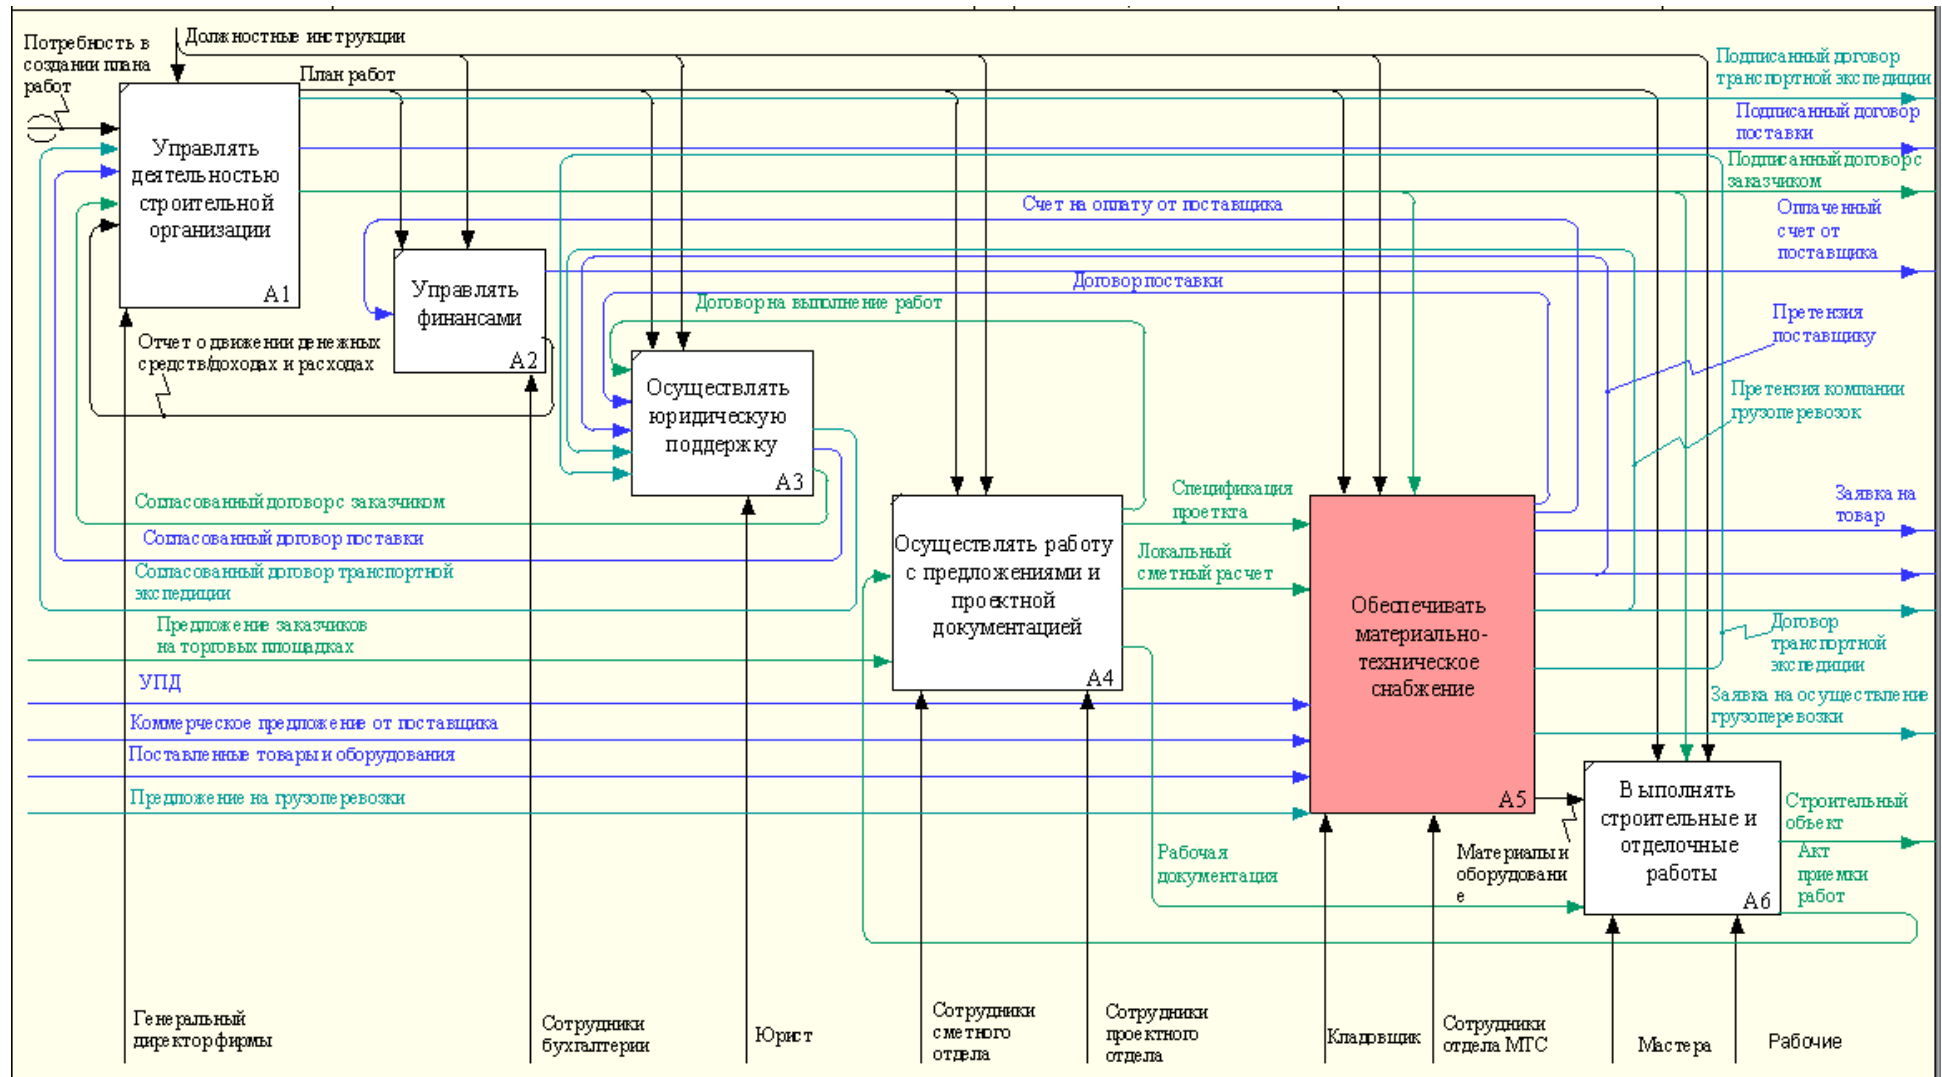 Потребность в
создании плана
работ
Должностные инструкции
План работ
Подписанный договор
транспортной экспедиции
Подписанный договор
поставки
Подписанный договор с
заказчиком
Управлять
деятельностью
строительной
организации
A1
Счет на оплату от поставщика
Оплаченный
счет от
поставщика
Управлять
финансами
A2
Договор поставки
Договор на выполнение работ
Претензия
поставщику
Отчет о движении денежных
средств/доходах и расходах
Осуществлять
юридическую
поддержку
A3
Претензия компании
грузоперевозок
Согласованный договор с заказчиком
Согласованный договор поставки
Согласованный договор транспортной
экспедиции
Спецификация
проеткта
Локальный
сметный расчет
Заявка на
товар
Осуществлять работу
с предложениями и
проектной
документацией
A4
Обеспечивать
материально-
техническое
снабжение
A5
Предложение заказчиков
на торговых площадках
Договор
транспортной
экспедиции
УПД
Коммерческое предложение от поставщика
Поставленные товары и оборудования
Предложение на грузоперевозки
Заявка на осуществление
грузоперевозки
Выполнять
строительные и
отделочные
работы
A6
Строительный
объект
Акт
приемки
работ
Рабочая
документация
Материалы и
оборудовани
е
Генеральный
директор фирмы
Сотрудники
бухгалтерии
Юрист
Сотрудники
сметного
отдела
Сотрудники
проектного
отдела
Кладовщик
Сотрудники
отдела МТС
Мастера
Рабочие